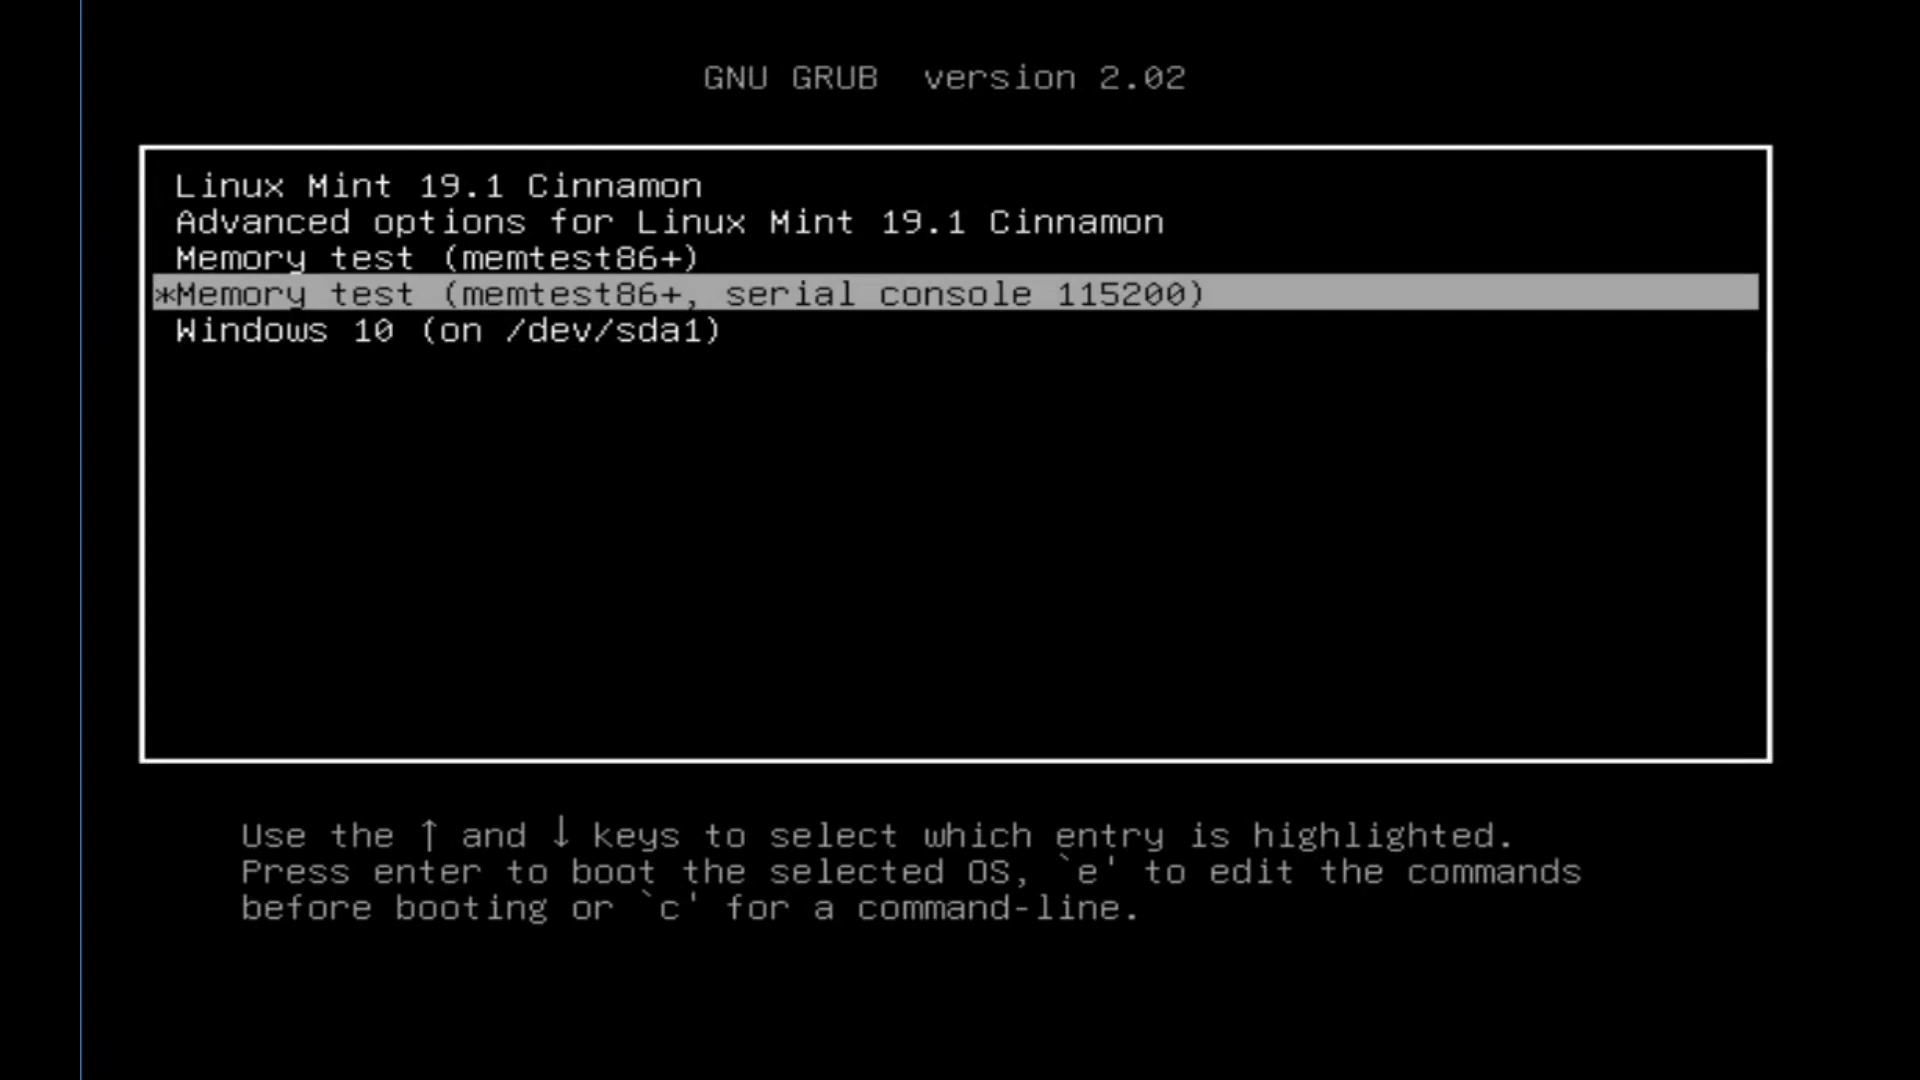 GNU GRUB  version 2.02
Linux Mint 19.1 Cinnamon
Advanced options for Linux Mint 19.1 Cinnamon
Memory test (memtest86+)
*Memory test (memtest86+, serial console 115200)
Windows 10 (on /dev/sda1)
Use the ↑ and ↓ keys to select which entry is highlighted.
Press enter to boot the selected OS, `e' to edit the commands
before booting or `c' for a command-line.